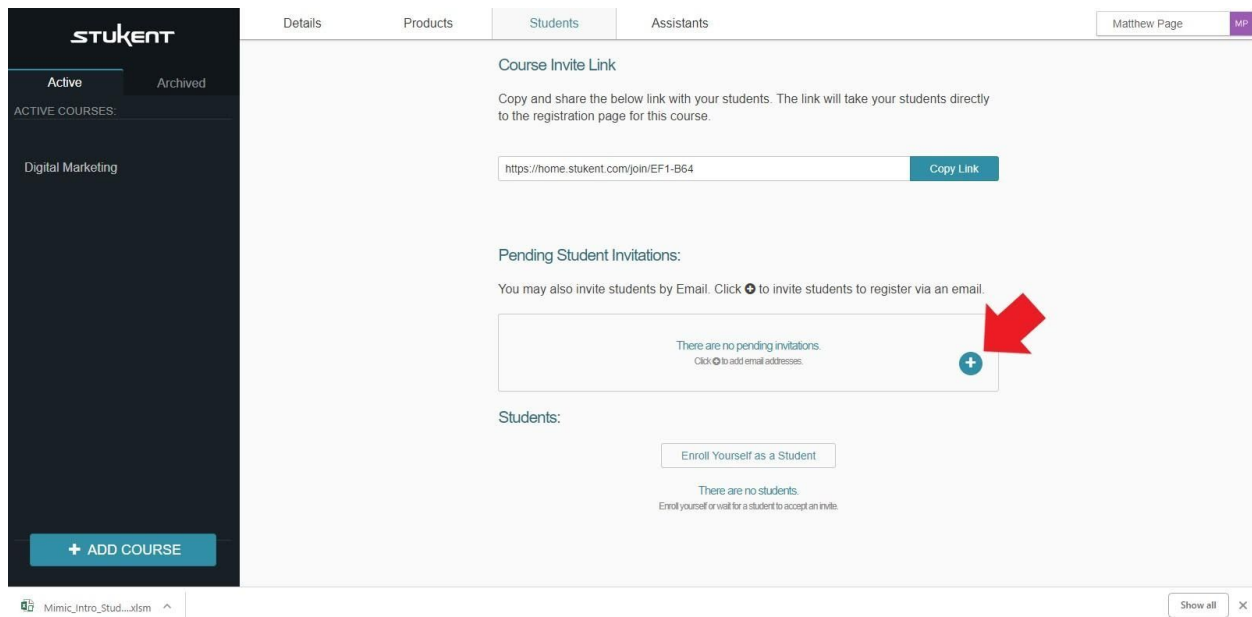 STUKENT
Details
Products
Students
Assistants
Matthew Page
MP
Active
Archived
ACTIVE COURSES:
Digital Marketing
Course Invite Link
Copy and share the below link with your students. The link will take your students directly
to the registration page for this course.
https://home.stukent.com/join/EF1-B64
Copy Link
Pending Student Invitations:
You may also invite students by Email. Click + to invite students to register via an email.
There are no pending invitations.
Click + to add email addresses.
+
Students:
Enroll Yourself as a Student
There are no students.
Enroll yourself or wait for a student to accept an invite.
+ ADD COURSE
Mimic_Intro_Stud....xlsm
Show all